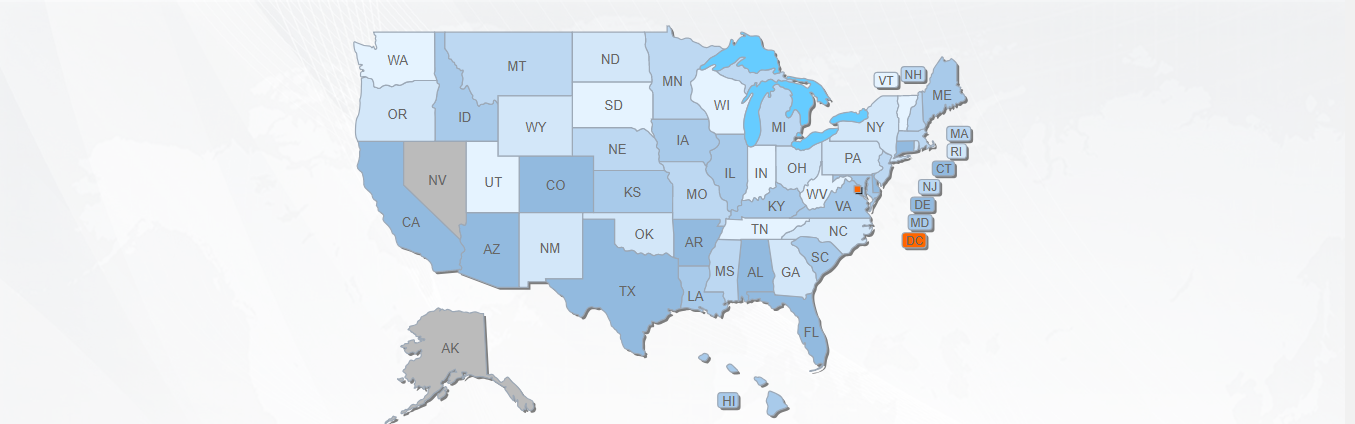 WA
MT
ND
MN
VT
NH
ME
OR
ID
SD
WI
MI
NY
WY
MA
RI
NE
IA
PA
CT
NV
UT
CO
KS
MO
IL
IN
OH
WV
NJ
KY
VA
DE
CA
AZ
NM
OK
AR
TN
NC
MD
DC
MS
AL
GA
SC
TX
LA
FL
AK
HI